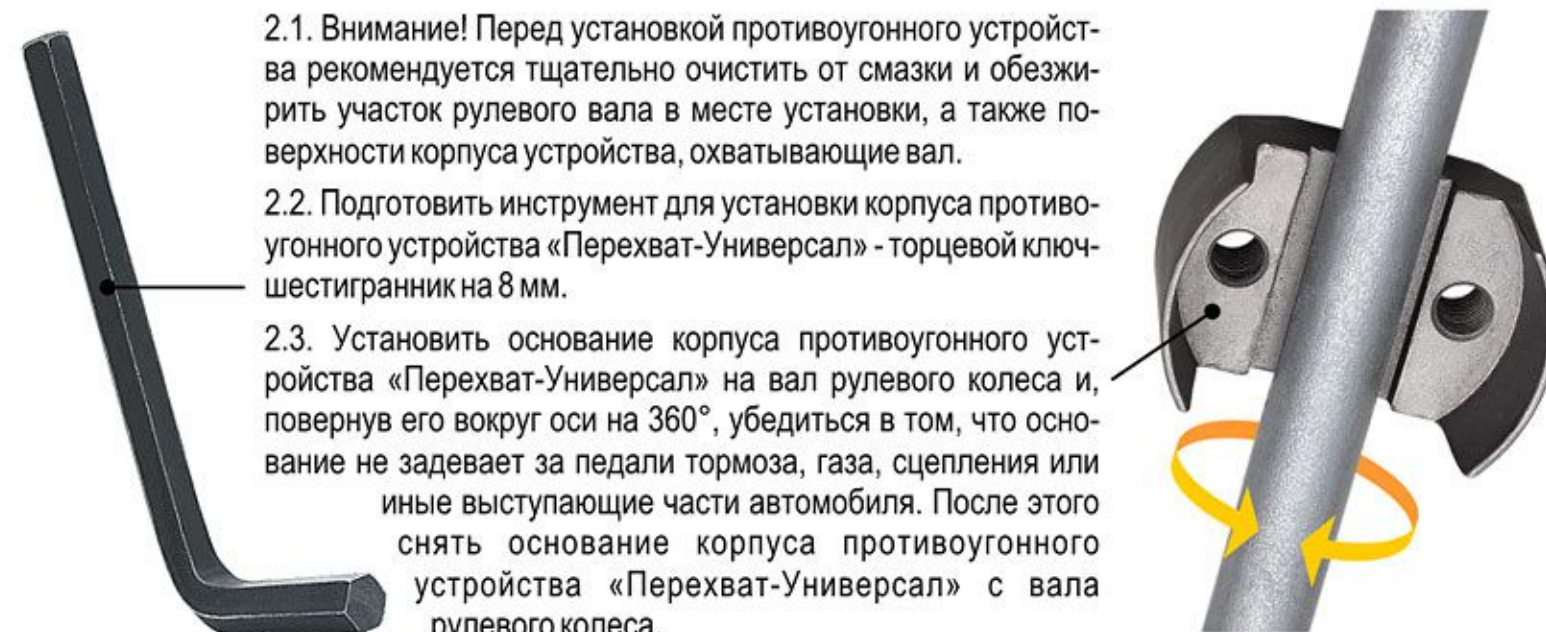 2.1. Внимание! Перед установкой противоугонного устройст-
ва рекомендуется тщательно очистить от смазки и обезжи-
рить участок рулевого вала в месте установки, а также по-
верхности корпуса устройства, охватывающие вал.
2.2. Подготовить инструмент для установки корпуса противо-
угонного устройства «Перехват-Универсал» - торцевой ключ-
шестигранник на 8 мм.
2.3. Установить основание корпуса противоугонного уст-
ройства «Перехват-Универсал» на вал рулевого колеса и,
повернув его вокруг оси на 360°, убедиться в том, что осно-
вание не задевает за педали тормоза, газа, сцепления или
иные выступающие части автомобиля. После этого
снять основание корпуса противоугонного
устройства «Перехват-Универсал» с вала
рулевого колеса.